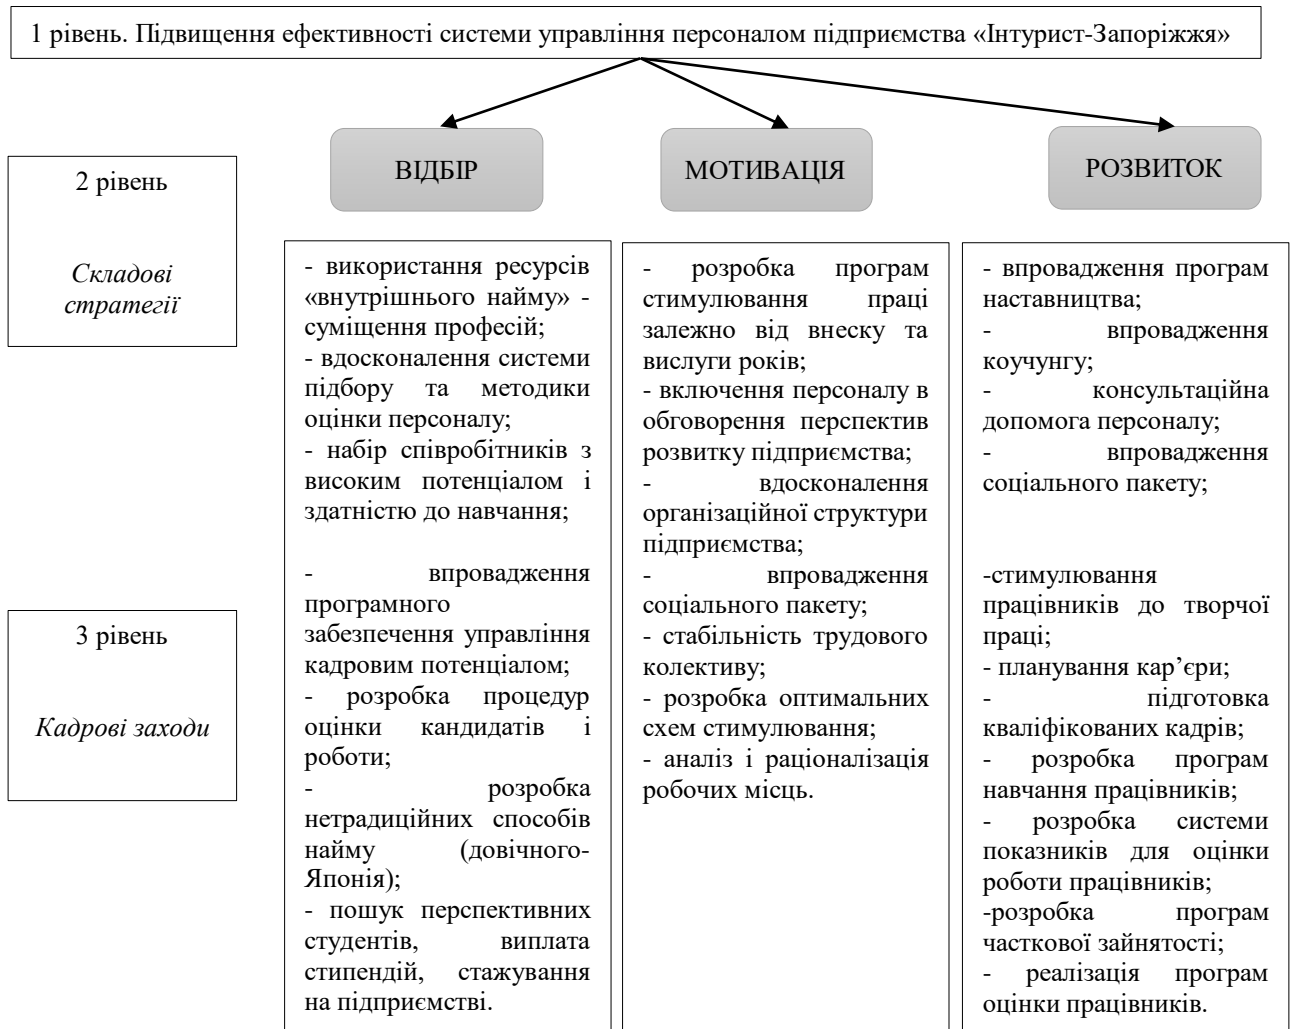 1 рівень. Підвищення ефективності системи управління персоналом підприємства «Інтурист-Запоріжжя»
ВІДБІР
МОТИВАЦІЯ
РОЗВИТОК
2 рівень
Складові
стратегії
3 рівень
Кадрові заходи
- використання ресурсів
«внутрішнього найму» -
суміщення професій;
- вдосконалення системи
підбору та методики
оцінки персоналу;
- набір співробітників з
високим потенціалом і
здатністю до навчання;
- впровадження
програмного
забезпечення управління
кадровим потенціалом;
- розробка процедур
оцінки кандидатів і
роботи;
- розробка
нетрадиційних способів
найму (довічного-
Японія);
- пошук перспективних
студентів, виплата
стипендій, стажування
на підприємстві.
- розробка програм
стимулювання праці
залежно від внеску та
вислуги років;
- включення персоналу в
обговорення перспектив
розвитку підприємства;
- вдосконалення
організаційної структури
підприємства;
- впровадження
соціального пакету;
- стабільність трудового
колективу;
- розробка оптимальних
схем стимулювання;
- аналіз і раціоналізація
робочих місць.
- впровадження програм
наставництва;
- впровадження
коучунгу;
- консультаційна
допомога персоналу;
- впровадження
соціального пакету;
-стимулювання
працівників до творчої
праці;
- планування кар’єри;
- підготовка
кваліфікованих кадрів;
- розробка програм
навчання працівників;
- розробка системи
показників для оцінки
роботи працівників;
-розробка програм
часткової зайнятості;
- реалізація програм
оцінки працівників.